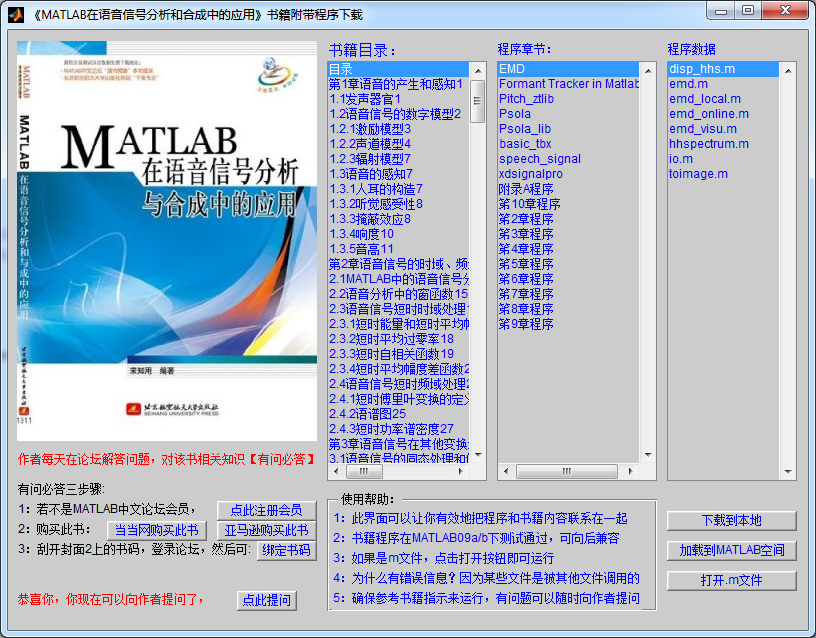 《MATLAB在语音信号分析和合成中的应用》书籍附带程序下载
MATLAB
在语音信号分析
与合成中的应用
MATLAB 在语音信号分析和与合成中的应用
宋知用 编著
北京航空航天大学出版社
BEIHANG UNIVERSITY PRESS
1311
作者每天在论坛解答问题，对该书相关知识【有问必答】
有问必答三步骤:
1：若不是MATLAB中文论坛会员，
点此注册会员
2：购买此书：
当当网购买此书
亚马逊购买此书
3：刮开封面2上的书码，登录论坛，然后可:
绑定书码
恭喜你，你现在可以向作者提问了，
点此提问
书籍目录：
目录
第1章语音的产生和感知1
1.1发声器官1
1.2语音信号的数字模型2
1.2.1激励模型3
1.2.2声道模型4
1.2.3辐射模型7
1.3语音的感知7
1.3.1人耳的构造7
1.3.2听觉感受性8
1.3.3掩蔽效应8
1.3.4响度10
1.3.5音高11
第2章语音信号的时域、频
2.1MATLAB中的语音信号分
2.2语音分析中的窗函数15
2.3语音信号短时时域处理1
2.3.1短时能量和短时平均幅
2.3.2短时平均过零率18
2.3.3短时自相关函数19
2.3.4短时平均幅度差函数2
2.4语音信号短时频域处理2
2.4.1短时傅里叶变换的定义
2.4.2语谱图25
2.4.3短时功率谱密度27
第3章语音信号在其他变换
3.1语音信号的同态处理和
程序章节：
EMD
Formant Tracker in Matlab
Pitch_ztlib
Psola
Psola_lib
basic_tbx
speech_signal
xdsignalpro
附录A程序
第10章程序
第2章程序
第3章程序
第4章程序
第5章程序
第6章程序
第7章程序
第8章程序
第9章程序
程序数据
disp_hhs.m
emd.m
emd_local.m
emd_online.m
emd_visu.m
hhspectrum.m
io.m
toimage.m
使用帮助：
1：此界面可以让你有效地把程序和书籍内容联系在一起
2：书籍程序在MATLAB09a/b下测试通过，可向后兼容
3：如果是m文件，点击打开按钮即可运行
4：为什么有错误信息？因为某些文件是被其他文件调用的
5：确保参考书籍指示来运行，有问题可以随时向作者提问
下载到本地
加载到MATLAB空间
打开.m文件